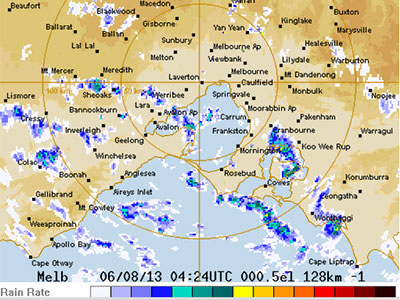 Beaufort Blackwood Macedon Kinglake Buxton
Gisborne
Ballarat Ballan Sunbury Yan Yean Marysville
Lal Lal Melbourne Ap Healesville
Melton Viewbank Lilydale Warburton
Mt Mercer Meredith Laverton Melbourne Mt Dandenong
Caulfield
Lismore Sheoaks Werribee Springvale Monbulk Noojee
Bannockburn Lara Moorabbin Ap
Cressy Avalon Ap Carrum Pakenham
Inverleigh Avalon Frankston Cranbourne Warragul
Geelong Koo Wee Rup
Colac Winchelsea Mornington
Boonah Anglesea Rosebud Korumburra
Gellibrand Aireys Inlet Cowes Leongatha
Mt Cowley
Weeaproinah Wonthaggi
Apollo Bay
Cape Otway Cape Liptrap
Melb 06/08/13 04:24UTC 000.5el 128km -1
Rain Rate